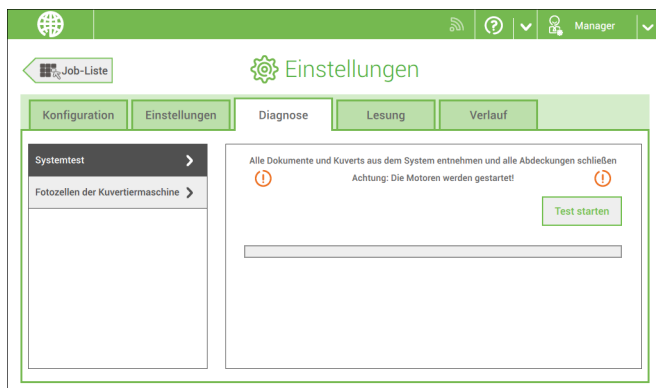 Manager
Job-Liste
Einstellungen
Konfiguration
Einstellungen
Diagnose
Lesung
Verlauf
Systemtest
Fotozellen der Kuvertiermaschine
Alle Dokumente und Kuverts aus dem System entnehmen und alle Abdeckungen schließen
Achtung: Die Motoren werden gestartet!
Test starten